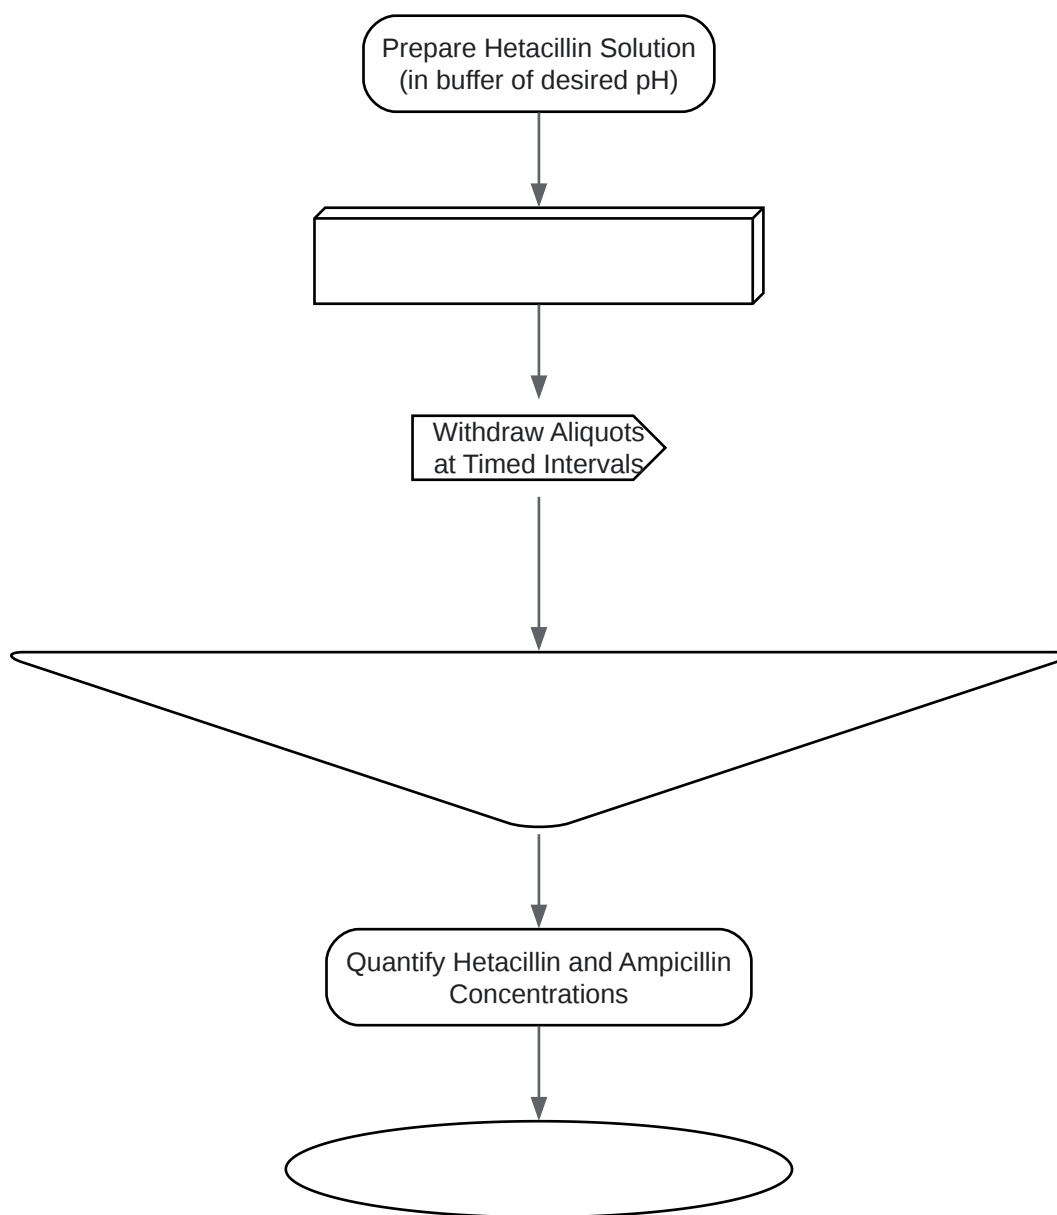 Prepare Hetacillin Solution
(in buffer of desired pH)
Withdraw Aliquots
at Timed Intervals
Quantify Hetacillin and Ampicillin
Concentrations